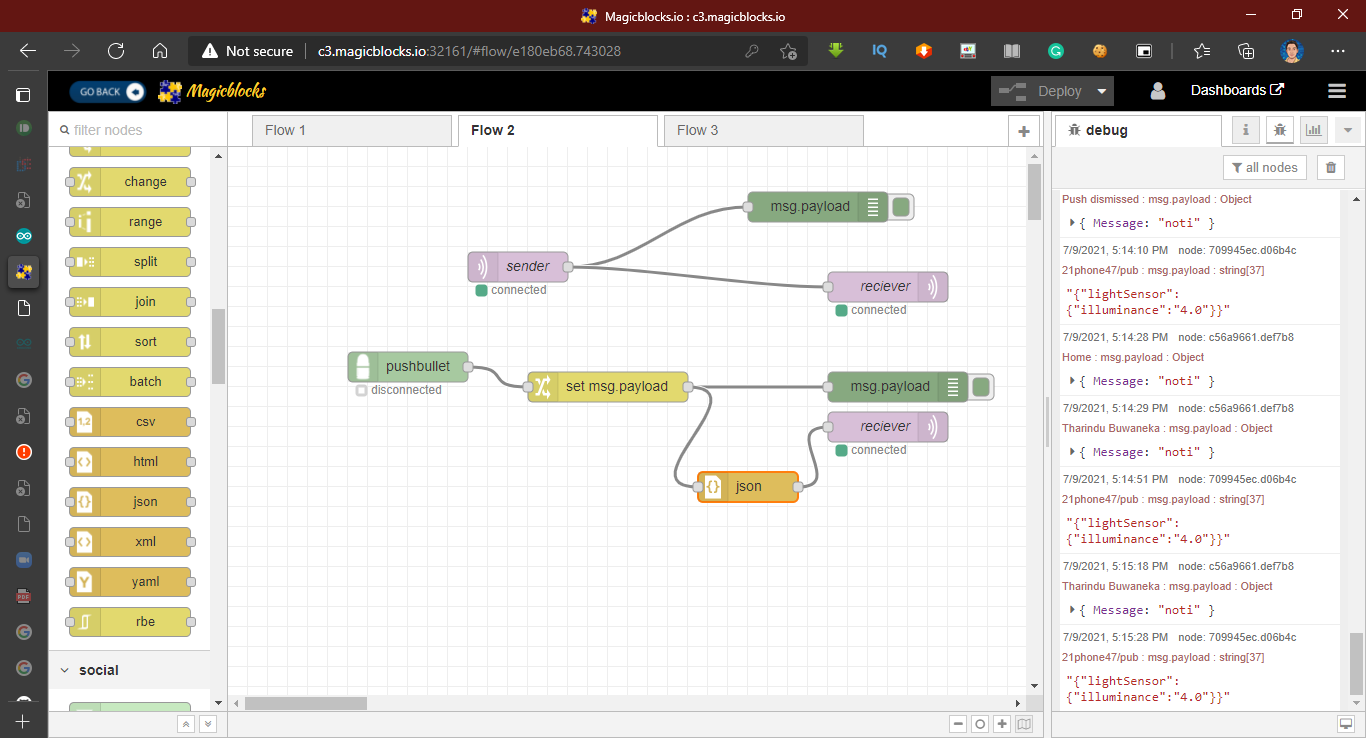 Magicblocks.io : c3.magicblocks.io
Not secure
c3.magicblocks.io:32161/#flow/e180eb68.743028
IQ
GO BACK
Magicblocks
Deploy
Dashboards
filter nodes
Flow 1
Flow 2
Flow 3
debug
all nodes
change
range
split
join
sort
batch
csv
html
json
xml
yaml
rbe
social
msg.payload
sender
connected
reciever
connected
pushbullet
disconnected
set msg.payload
msg.payload
reciever
connected
json
Push dismissed : msg.payload : Object
{ Message: "noti" }
7/9/2021, 5:14:10 PM node: 709945ec.d06b4c
21phone47/pub : msg.payload : string[37]
"{"lightSensor":
{"illuminance":"4.0"}}"
7/9/2021, 5:14:28 PM node: c56a9661.def7b8
Home : msg.payload : Object
{ Message: "noti" }
7/9/2021, 5:14:29 PM node: c56a9661.def7b8
Tharindu Buwaneka : msg.payload : Object
{ Message: "noti" }
7/9/2021, 5:14:51 PM node: 709945ec.d06b4c
21phone47/pub : msg.payload : string[37]
"{"lightSensor":
{"illuminance":"4.0"}}"
7/9/2021, 5:15:18 PM node: c56a9661.def7b8
Tharindu Buwaneka : msg.payload : Object
{ Message: "noti" }
7/9/2021, 5:15:28 PM node: 709945ec.d06b4c
21phone47/pub : msg.payload : string[37]
"{"lightSensor":
{"illuminance":"4.0"}}"